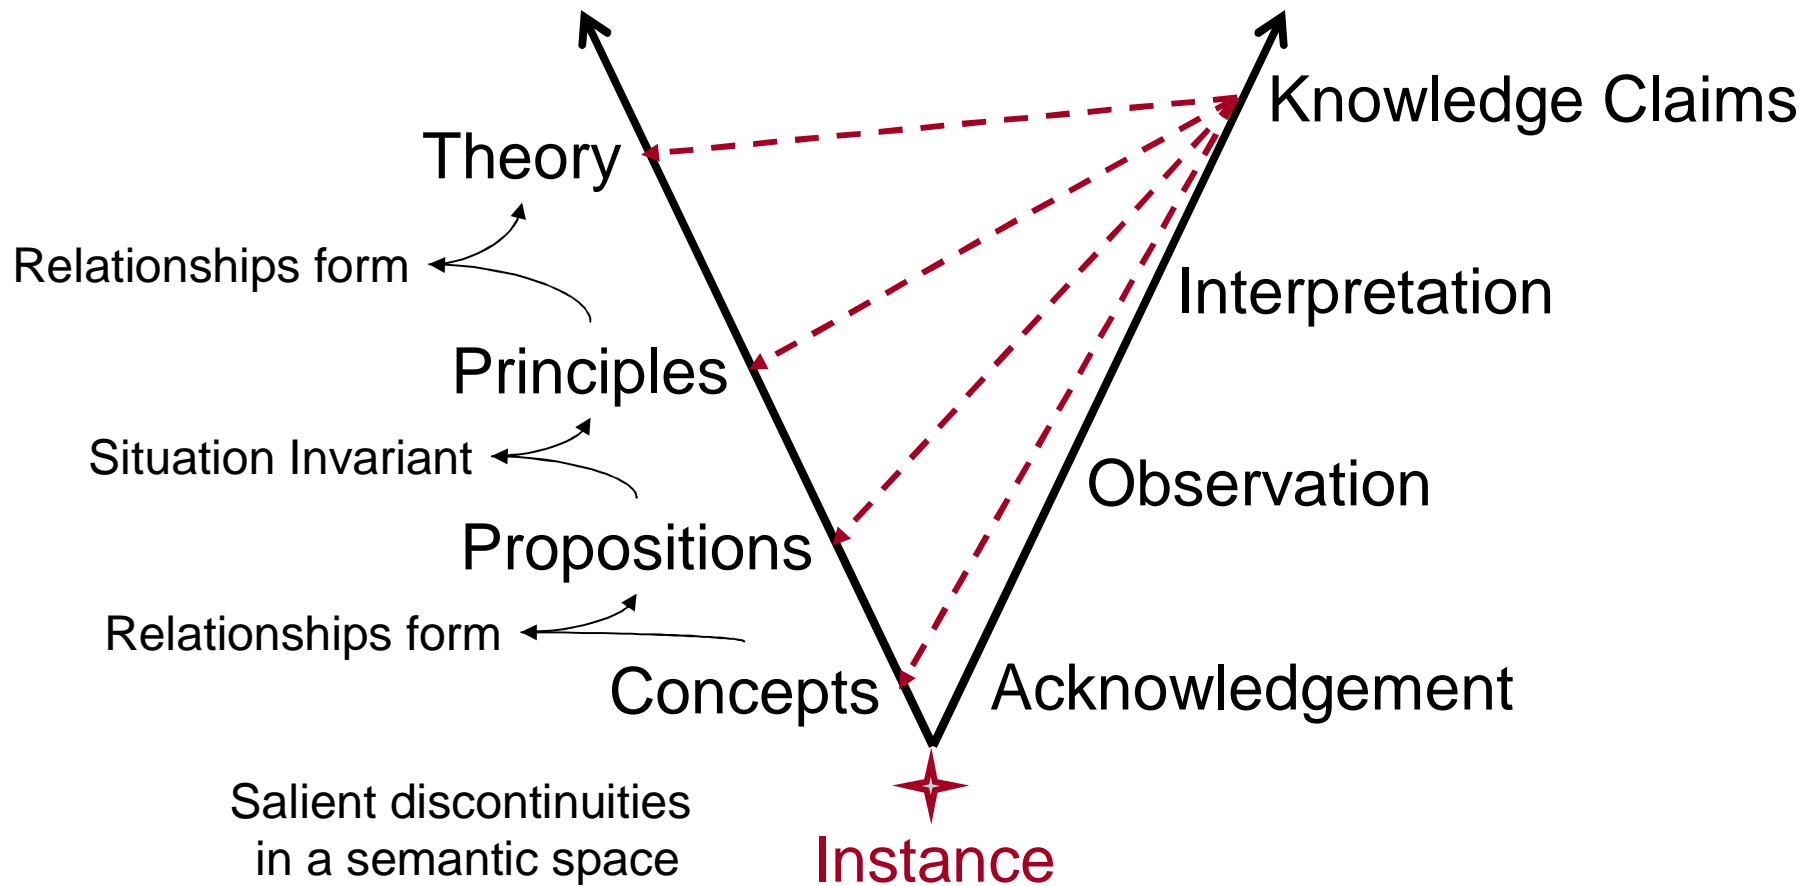 Knowledge Claims
Theory
Relationships form
Interpretation
Principles
Situation Invariant
Observation
Propositions
Relationships form
Concepts
Acknowledgement
Salient discontinuities
in a semantic space
Instance